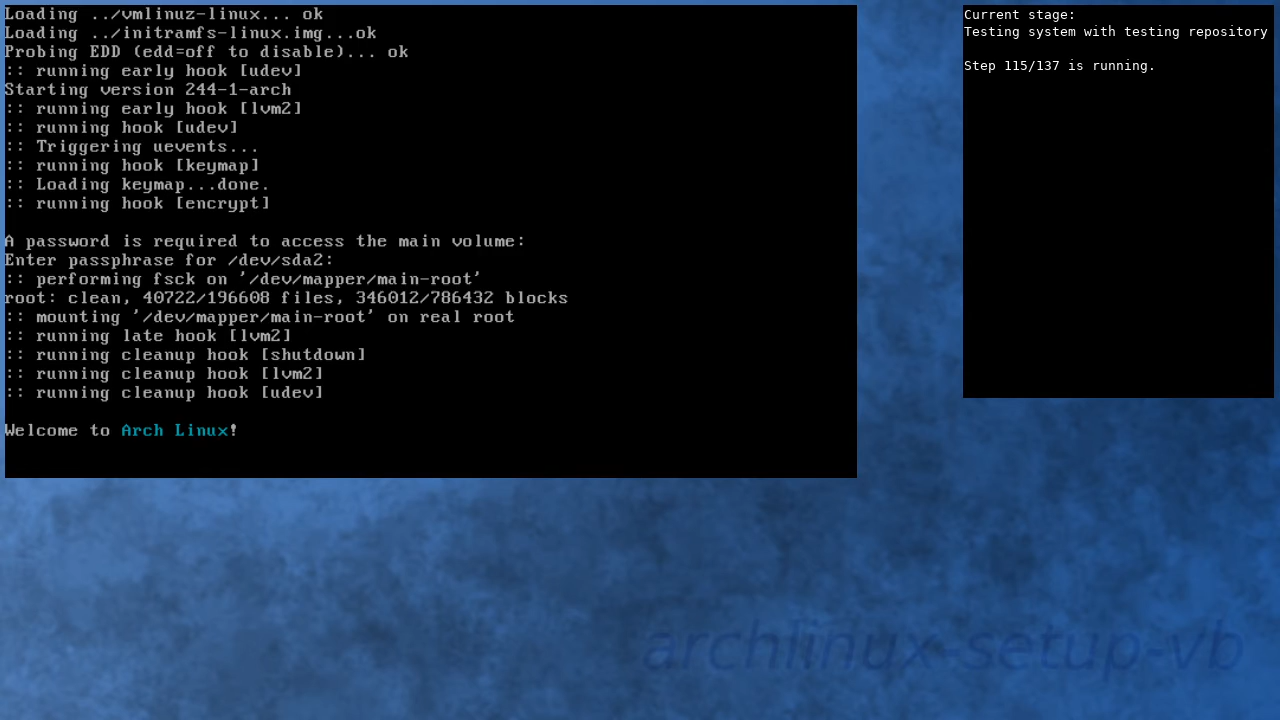 Loading ../vmlinuz-linux... ok
Loading ../initramfs-linux.img...ok
Probing EDD (edd=off to disable)... ok
:: running early hook [udev]
Starting version 244-1-arch
:: running early hook [lvm2]
:: running hook [udev]
:: Triggering uevents...
:: running hook [keymap]
:: Loading keymap...done.
:: running hook [encrypt]

A password is required to access the main volume:
Enter passphrase for /dev/sda2:
:: performing fsck on '/dev/mapper/main-root'
root: clean, 40722/196608 files, 346012/786432 blocks
:: mounting '/dev/mapper/main-root' on real root
:: running late hook [lvm2]
:: running cleanup hook [shutdown]
:: running cleanup hook [lvm2]
:: running cleanup hook [udev]

Welcome to Arch Linux!

Current stage:
Testing system with testing repository

Step 115/137 is running.

archlinux-setup-vb